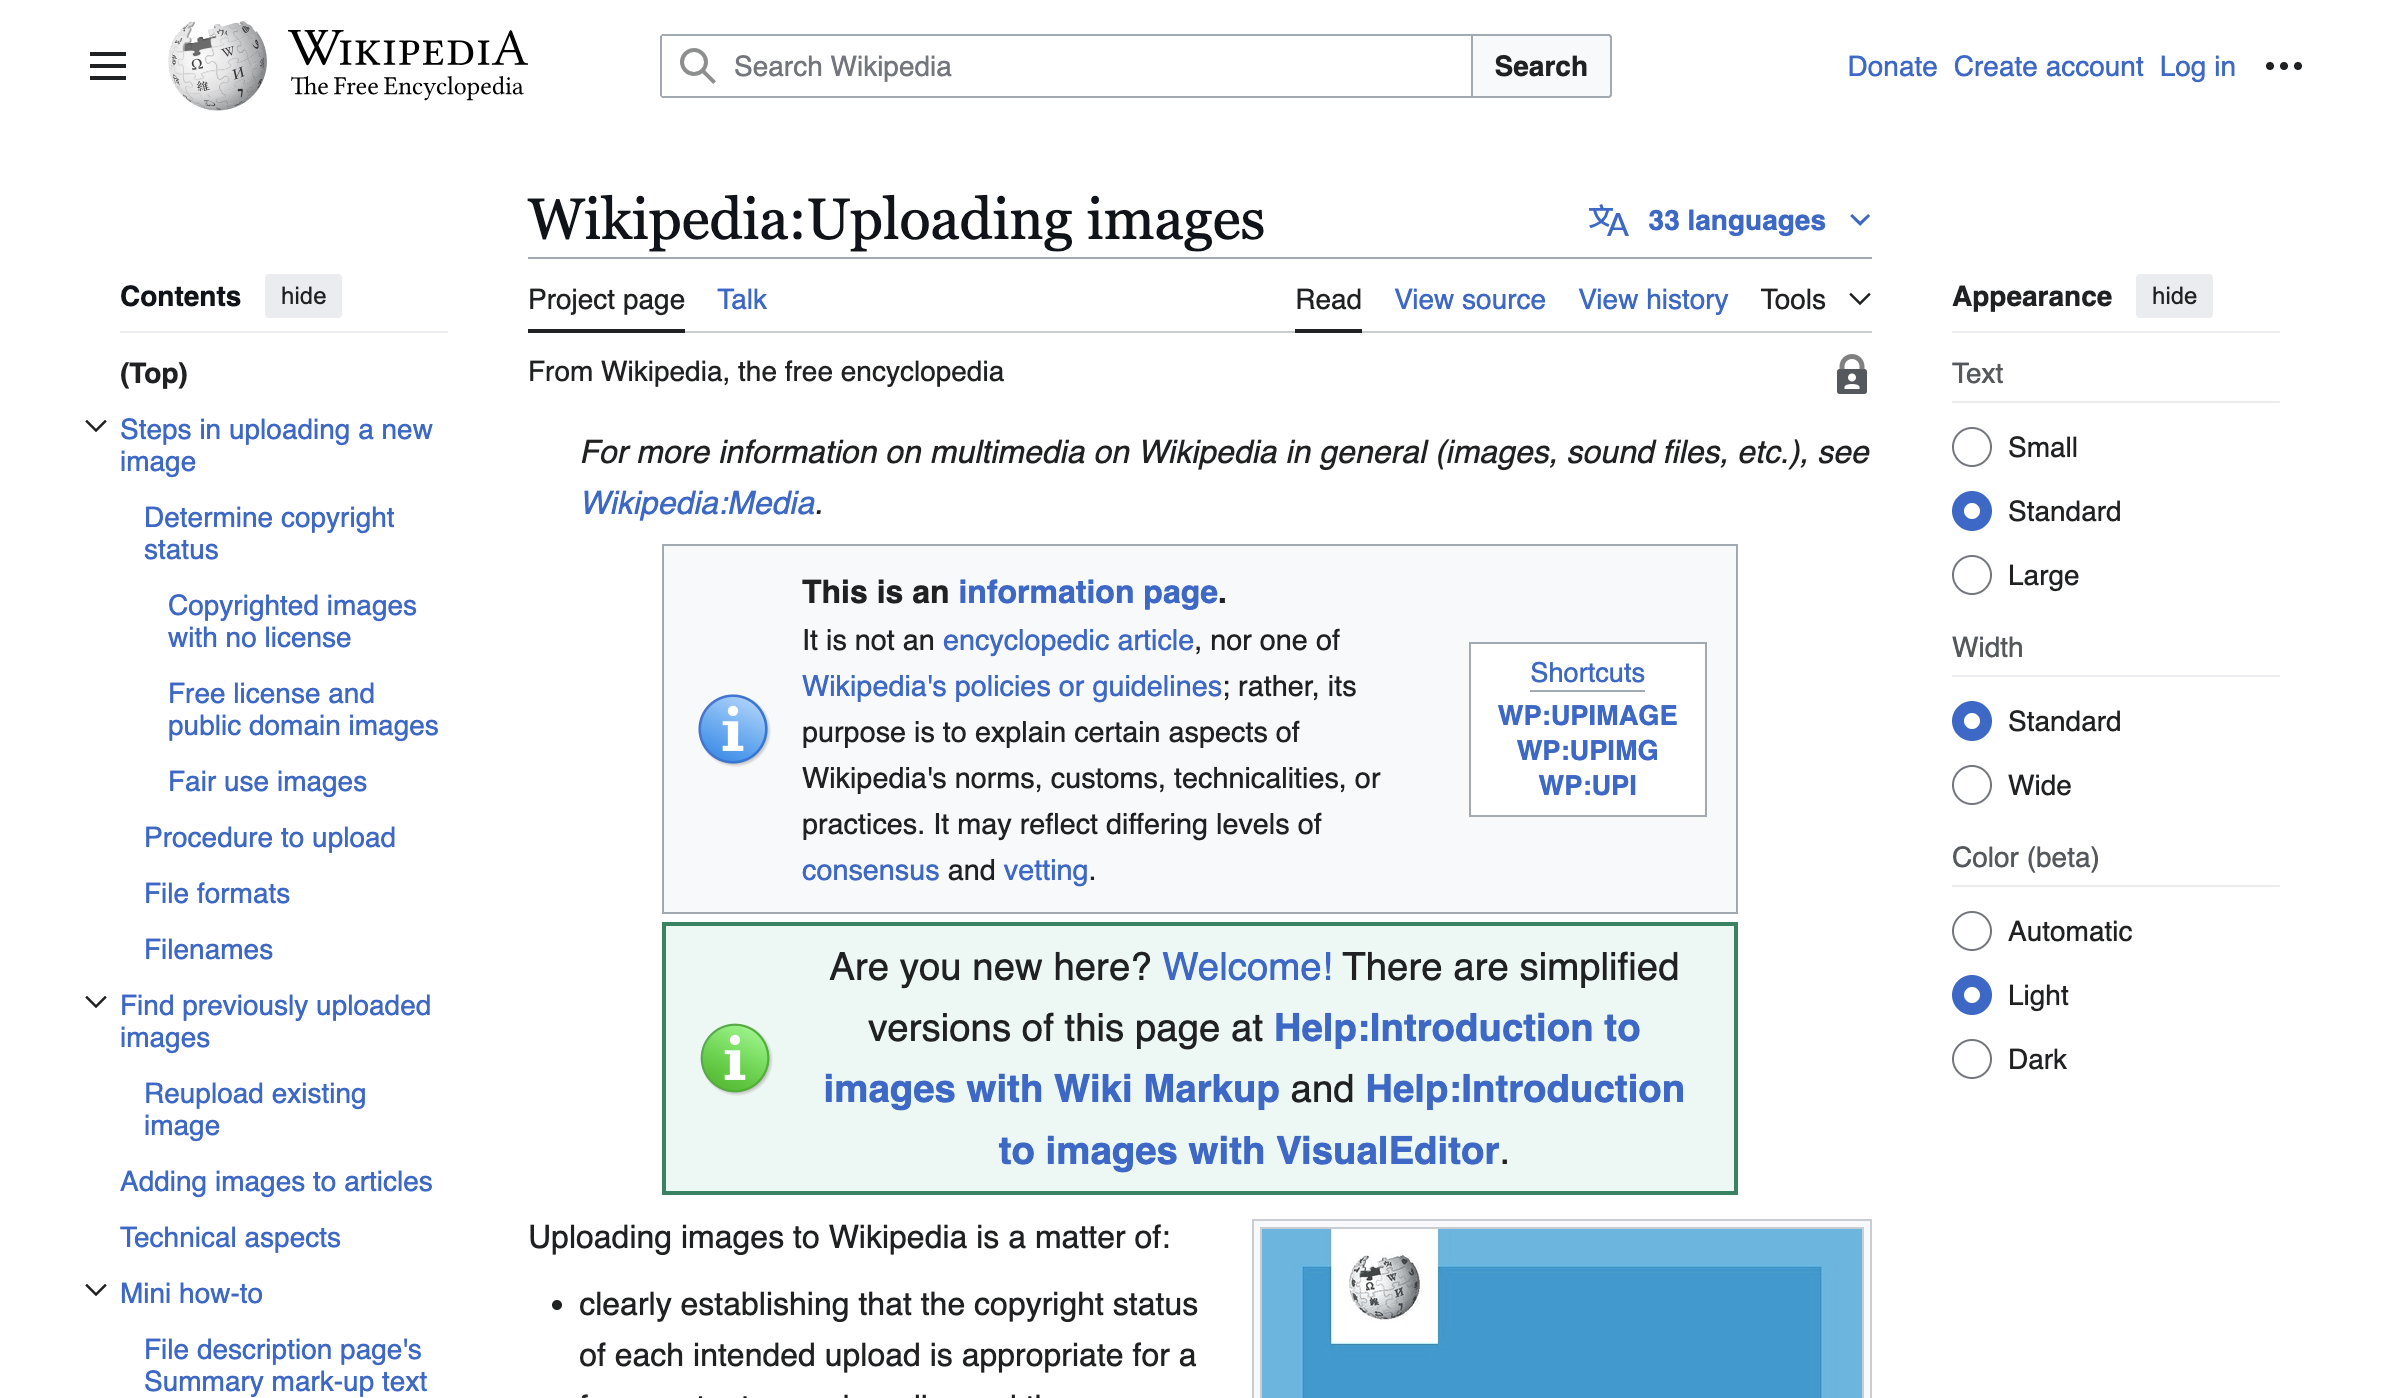 WIKIPEDIA
The Free Encyclopedia
Search Wikipedia
Search
Donate
Create account
Log in
Wikipedia:Uploading images
33 languages
Contents
hide
(Top)
Steps in uploading a new
image
Determine copyright
status
Copyrighted images
with no license
Free license and
public domain images
Fair use images
Procedure to upload
File formats
Filenames
Find previously uploaded
images
Reupload existing
image
Adding images to articles
Technical aspects
Mini how-to
File description page's
Summary mark-up text
Project page
Talk
Read
View source
View history
Tools
From Wikipedia, the free encyclopedia
For more information on multimedia on Wikipedia in general (images, sound files, etc.), see
Wikipedia:Media.
This is an information page.
It is not an encyclopedic article, nor one of
Wikipedia's policies or guidelines; rather, its
purpose is to explain certain aspects of
Wikipedia's norms, customs, technicalities, or
practices. It may reflect differing levels of
consensus and vetting.
Shortcuts
WP:UPIMAGE
WP:UPIMG
WP:UPI
Are you new here? Welcome! There are simplified
versions of this page at Help:Introduction to
images with Wiki Markup and Help:Introduction
to images with VisualEditor.
Uploading images to Wikipedia is a matter of:
• clearly establishing that the copyright status
of each intended upload is appropriate for a
Appearance
hide
Text
Small
Standard
Large
Width
Standard
Wide
Color (beta)
Automatic
Light
Dark